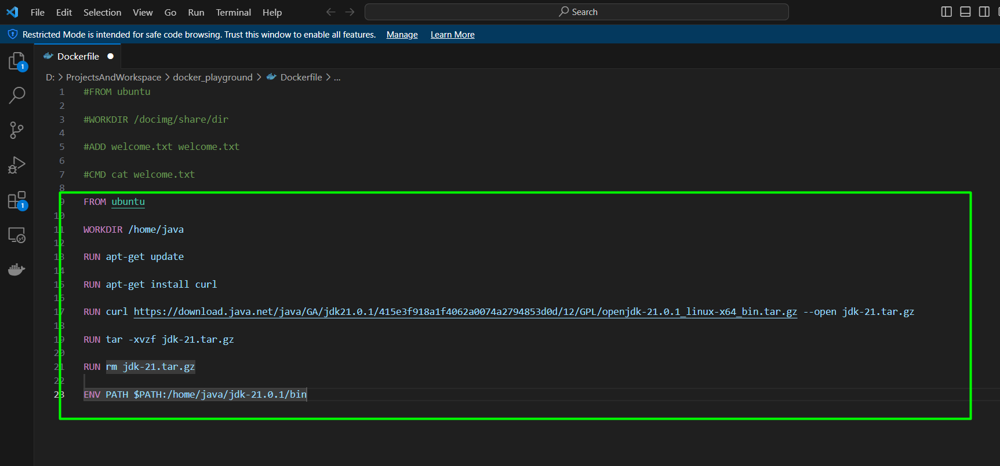 File Edit Selection View Go Run Terminal Help Search
Restricted Mode is intended for safe code browsing. Trust this window to enable all features. Manage Learn More
Dockerfile
1
D: > ProjectsAndWorkspace > docker_playground > Dockerfile > ...
1 #FROM ubuntu
2
3 #WORKDIR /docimg/share/dir
4
5 #ADD welcome.txt welcome.txt
6
7 #CMD cat welcome.txt
8
9 FROM ubuntu
10
11 WORKDIR /home/java
12
1
13 RUN apt-get update
14
15 RUN apt-get install curl
16
17 RUN curl https://download.java.net/java/GA/jdk21.0.1/415e3f918a1f4062a0074a2794853d0d/12/GPL/openjdk-21.0.1_linux-x64_bin.tar.gz --open jdk-21.tar.gz
18
19 RUN tar -xvzf jdk-21.tar.gz
20
21 RUN rm jdk-21.tar.gz
22
23 ENV PATH $PATH:/home/java/jdk-21.0.1/bin